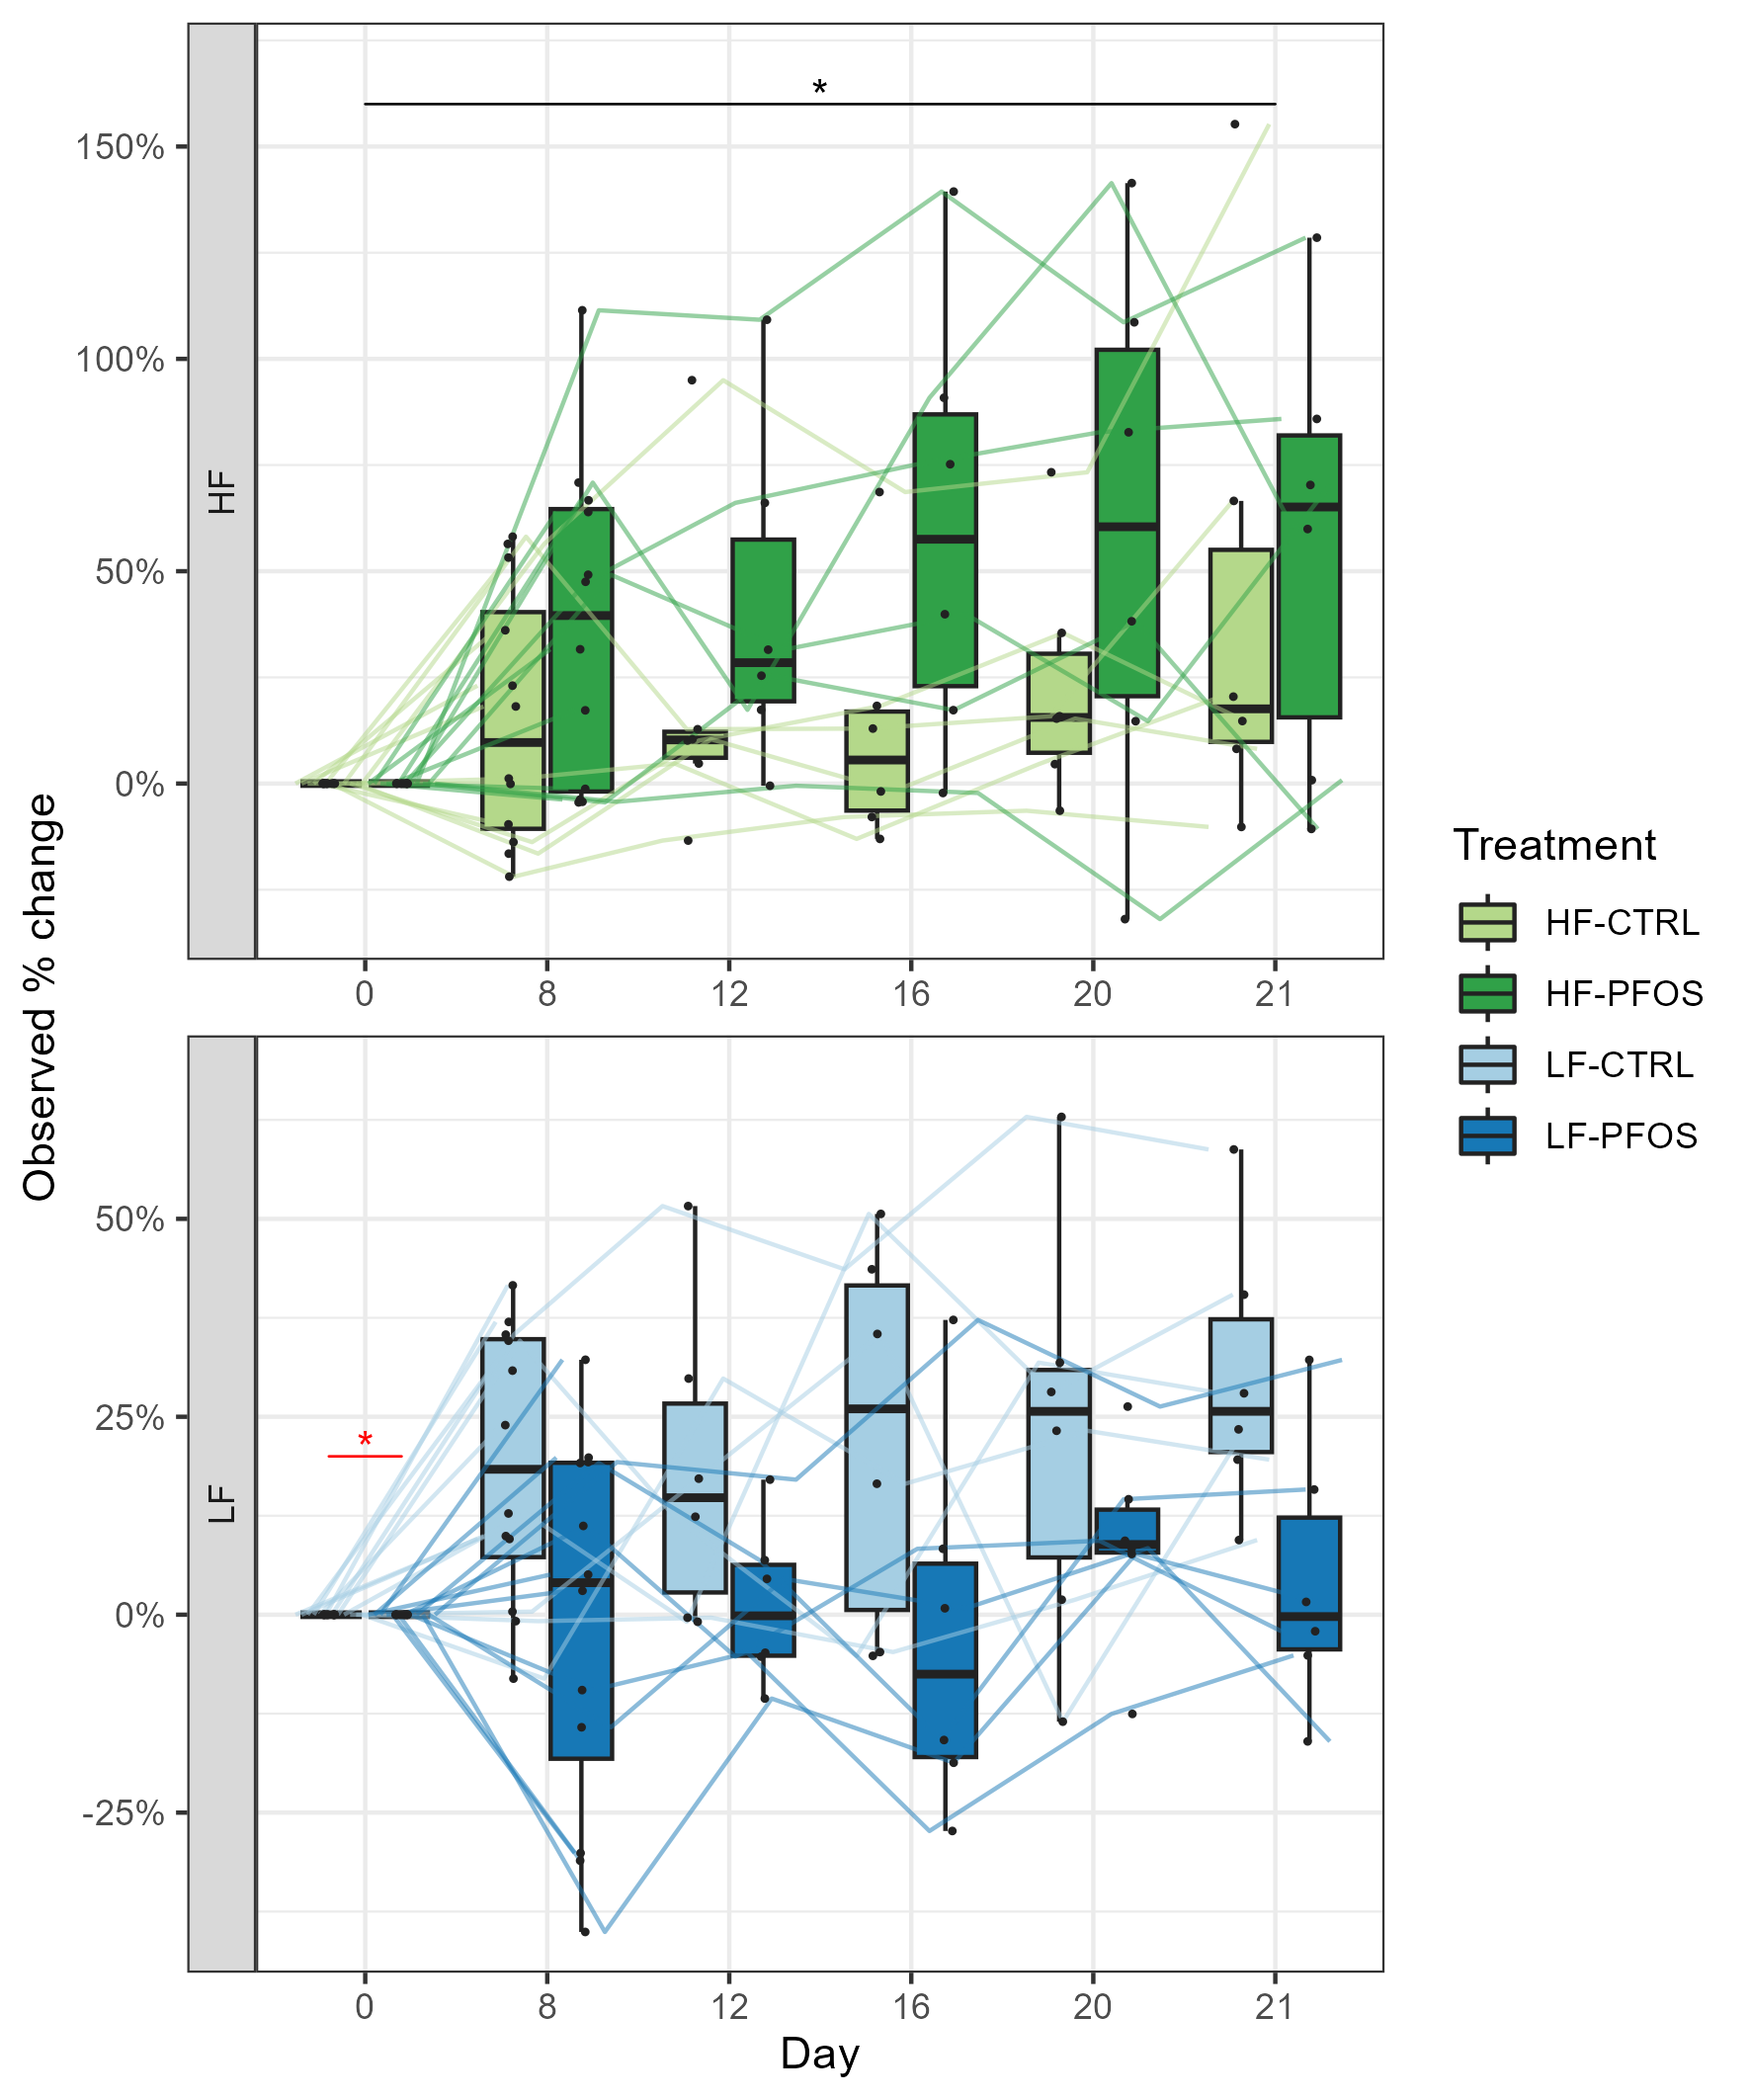 *
150%
100%
50%
0%
HF
0 8 12 16 20 21
Observed % change
Treatment
HF-CTRL
HF-PFOS
LF-CTRL
LF-PFOS
50%
25%
*
0%
-25%
LF
0 8 12 16 20 21
Day